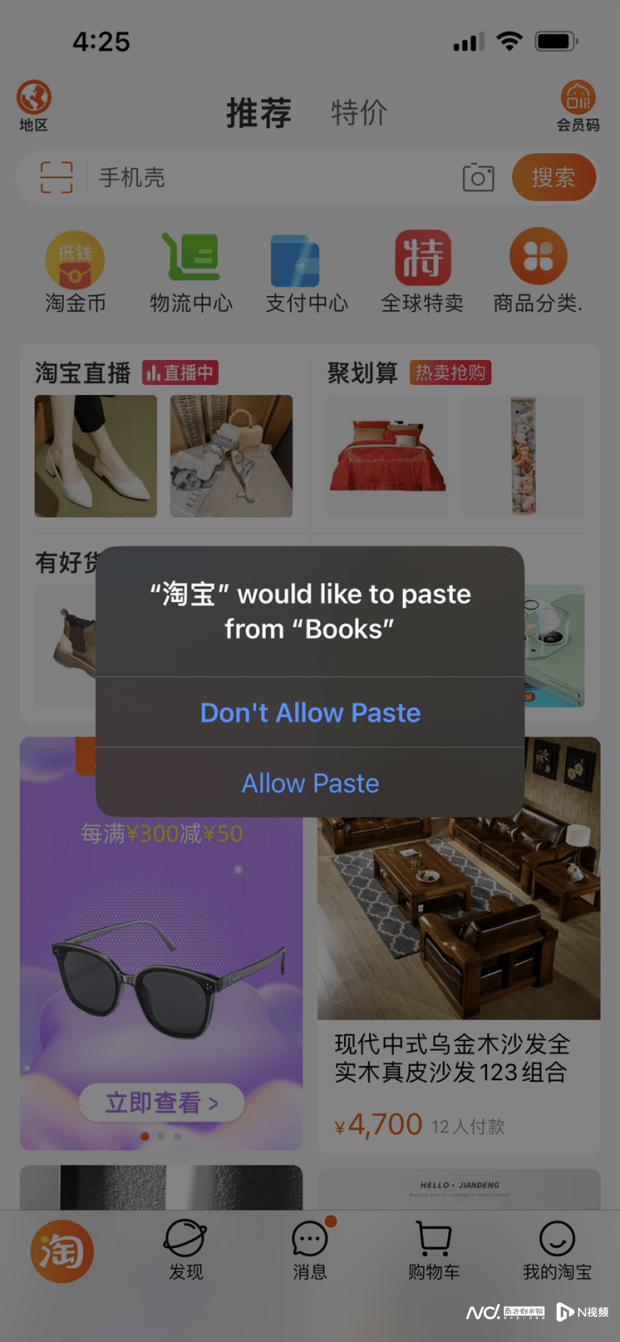 4:25
地区
推荐
特价
会员码
手机壳
搜索
抵钱
特
淘金币
物流中心
支付中心
全球特卖
商品分类.
淘宝直播
直播中
聚划算
热卖抢购
有好货
“淘宝” would like to paste
from “Books”
Don't Allow Paste
Allow Paste
每满¥300减¥50
立即查看 >
现代中式乌金木沙发全
实木真皮沙发123组合
¥4,700 12人付款
HELLO · JIANDENG
淘
发现
消息
购物车
我的淘宝
N视频